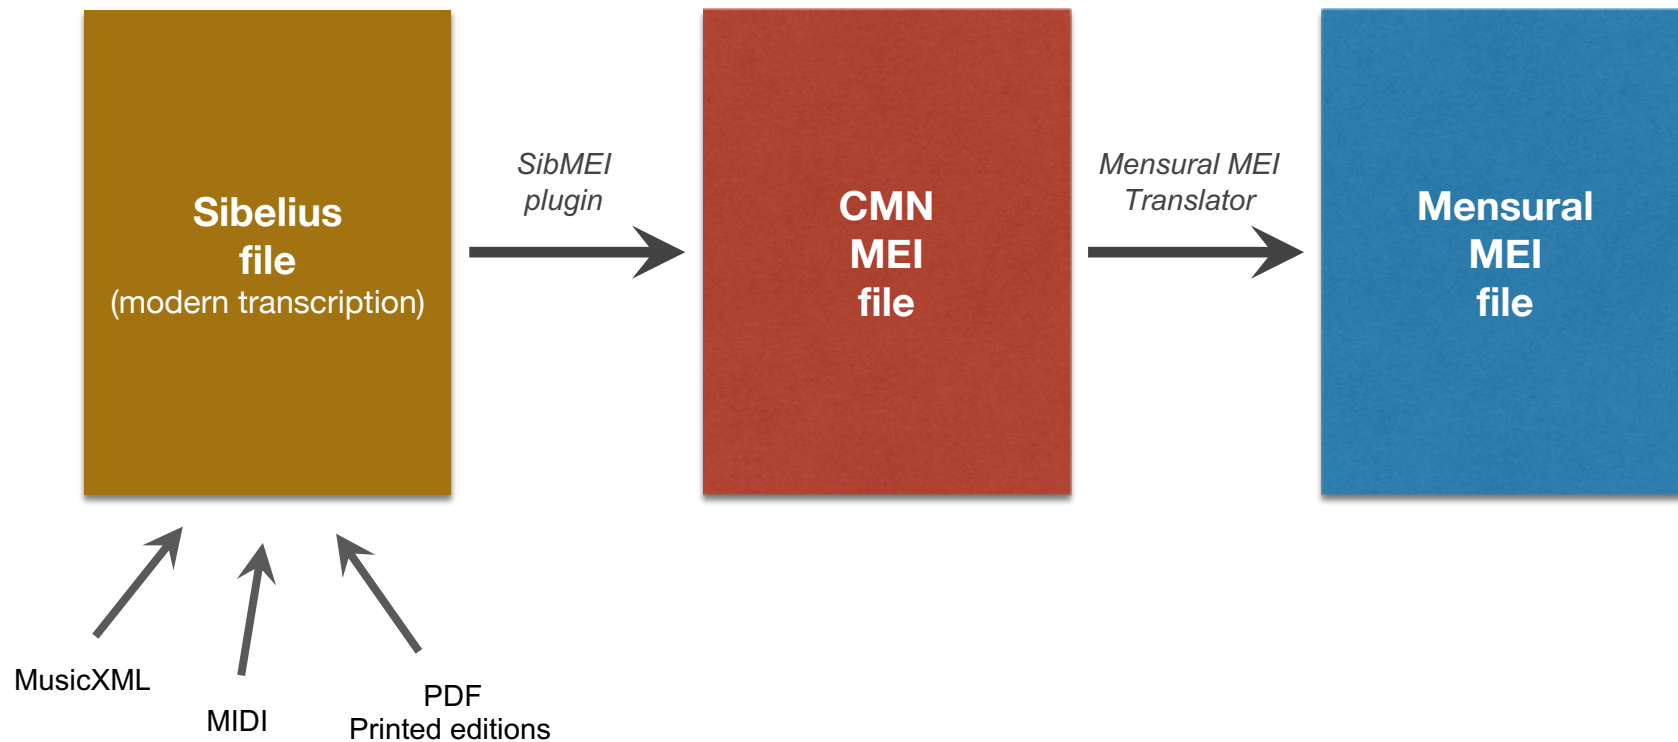 Sibelius
file
(modern transcription)
SibMEI
plugin
CMN
MEI
file
Mensural MEI
Translator
Mensural
MEI
file
MusicXML
MIDI
PDF
Printed editions